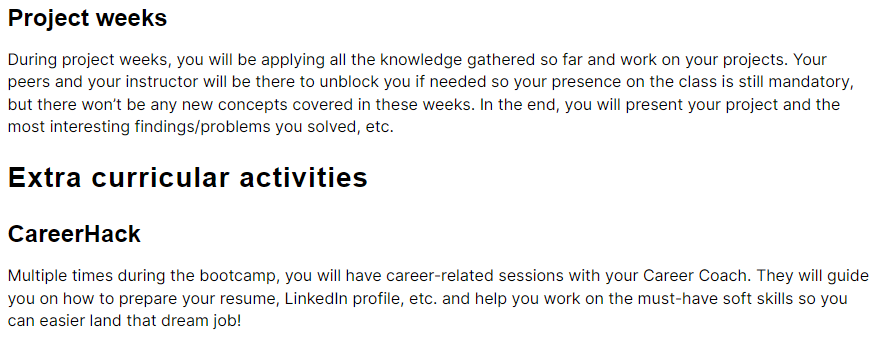 Project weeks
During project weeks, you will be applying all the knowledge gathered so far and work on your projects. Your
peers and your instructor will be there to unblock you if needed so your presence on the class is still mandatory,
but there won't be any new concepts covered in these weeks. In the end, you will present your project and the
most interesting findings/problems you solved, etc.
Extra curricular activities
CareerHack
Multiple times during the bootcamp, you will have career-related sessions with your Career Coach. They will guide
you on how to prepare your resume, LinkedIn profile, etc. and help you work on the must-have soft skills so you
can easier land that dream job!